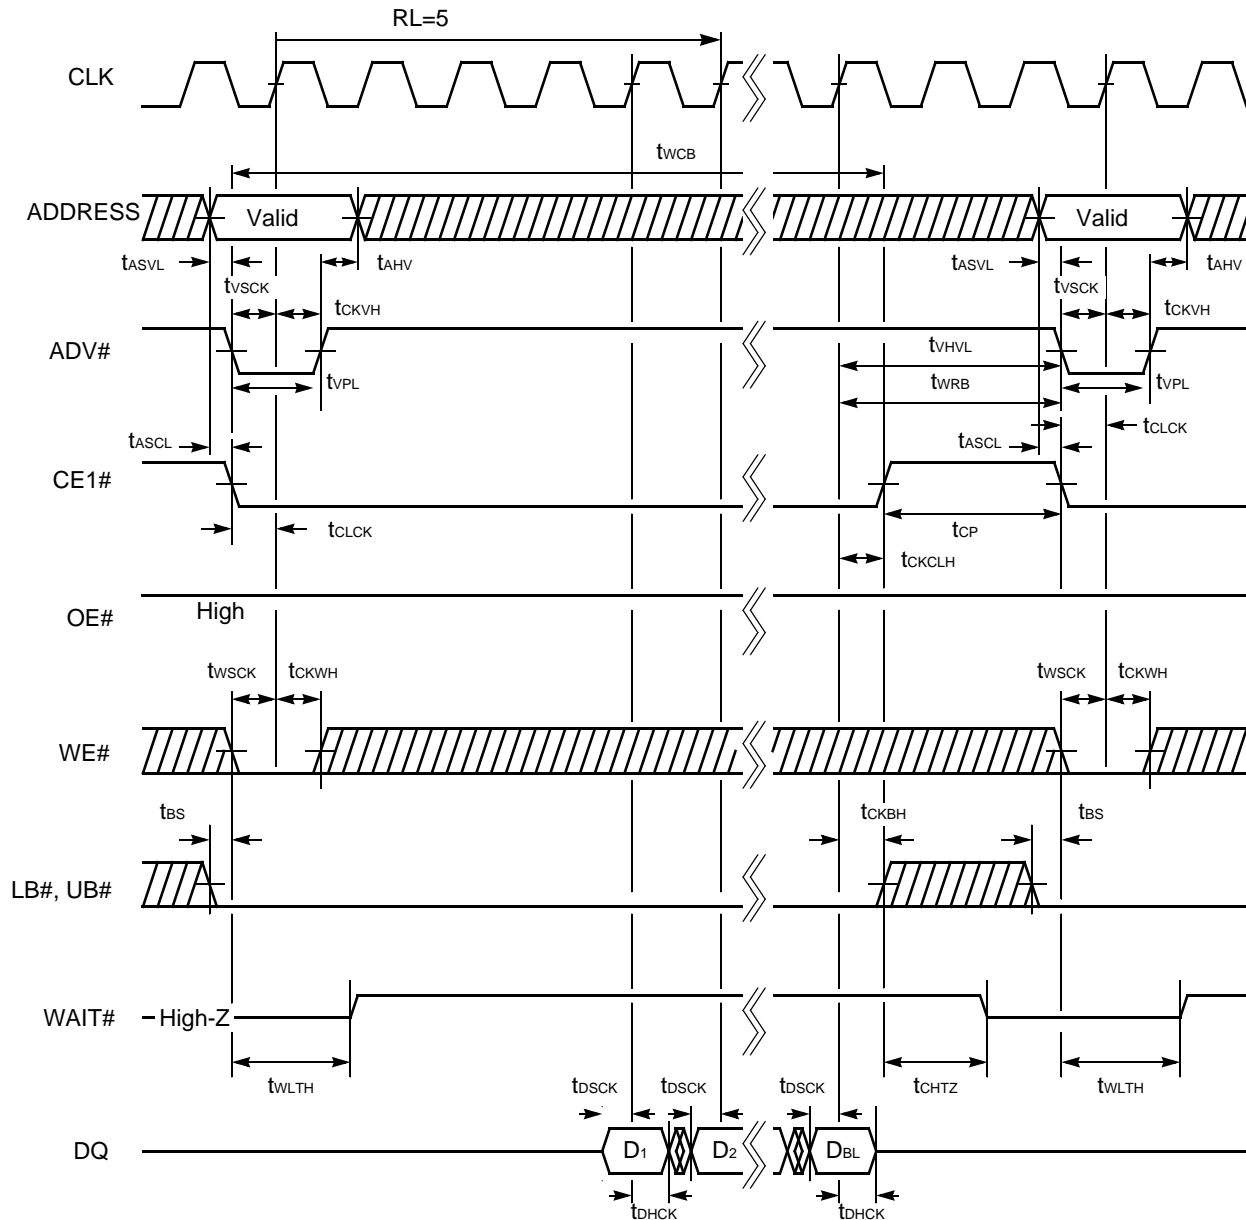 RL=5
CLK
tWCB
ADDRESS
Valid
Valid
tASVL
tAHV
tASVL
tAHV
tVSCK
tVSCK
tCKVH
tCKVH
ADV#
tVHVL
tVPL
tWRB
tVPL
tASCL
tASCL
tCLCK
CE1#
tCLCK
tCP
tCKCLH
OE#
High
tWSCK
tCKWH
tWSCK
tCKWH
WE#
tBS
tCKBH
tBS
LB#, UB#
WAIT#
High-Z
tWLTH
tCHTZ
tWLTH
tDSCK
tDSCK
tDSCK
DQ
D1
D2
DBL
tDHCK
tDHCK